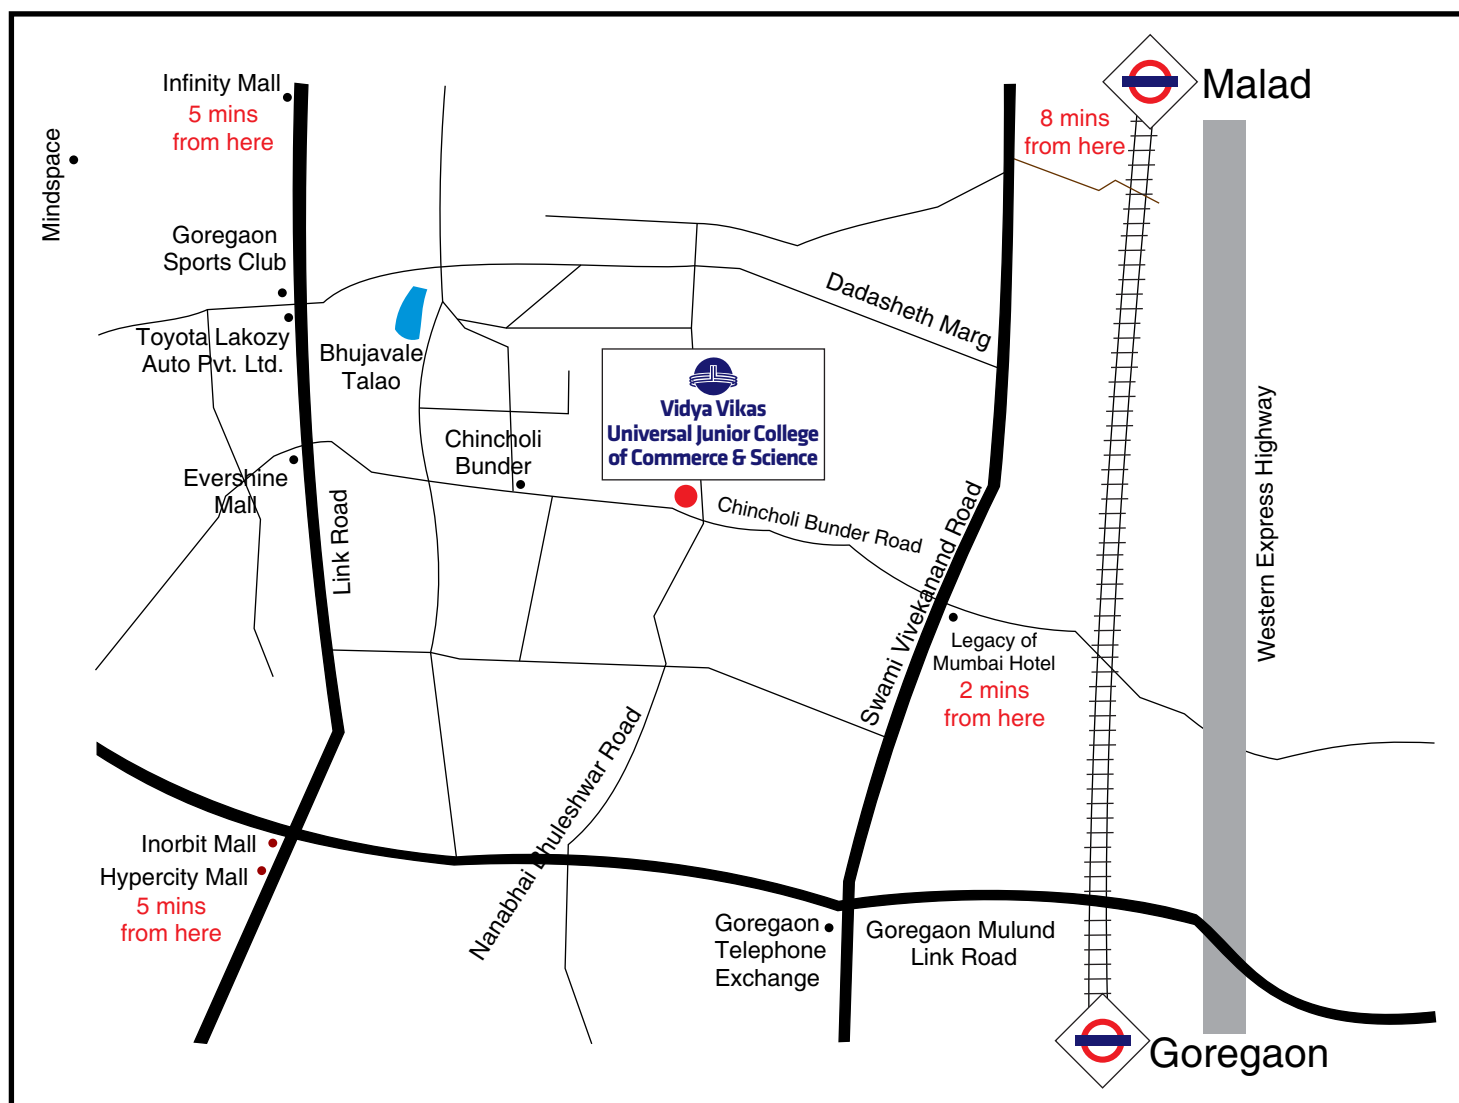 Infinity Mall
5 mins
from here
Malad
8 mins
from here
Mindspace
Goregaon
Sports Club
Toyota Lakozy
Auto Pvt. Ltd.
Bhujavale
Talao
Dadasheth Marg
Vidya Vikas
Universal Junior College
of Commerce & Science
Chincholi
Bunder
Evershine
Mall
Link Road
Chincholi Bunder Road
Swami Vivekanand Road
Western Express Highway
Legacy of
Mumbai Hotel
2 mins
from here
Nanabhai Bhuleshwar Road
Inorbit Mall
Hypercity Mall
5 mins
from here
Goregaon
Telephone
Exchange
Goregaon Mulund
Link Road
Goregaon